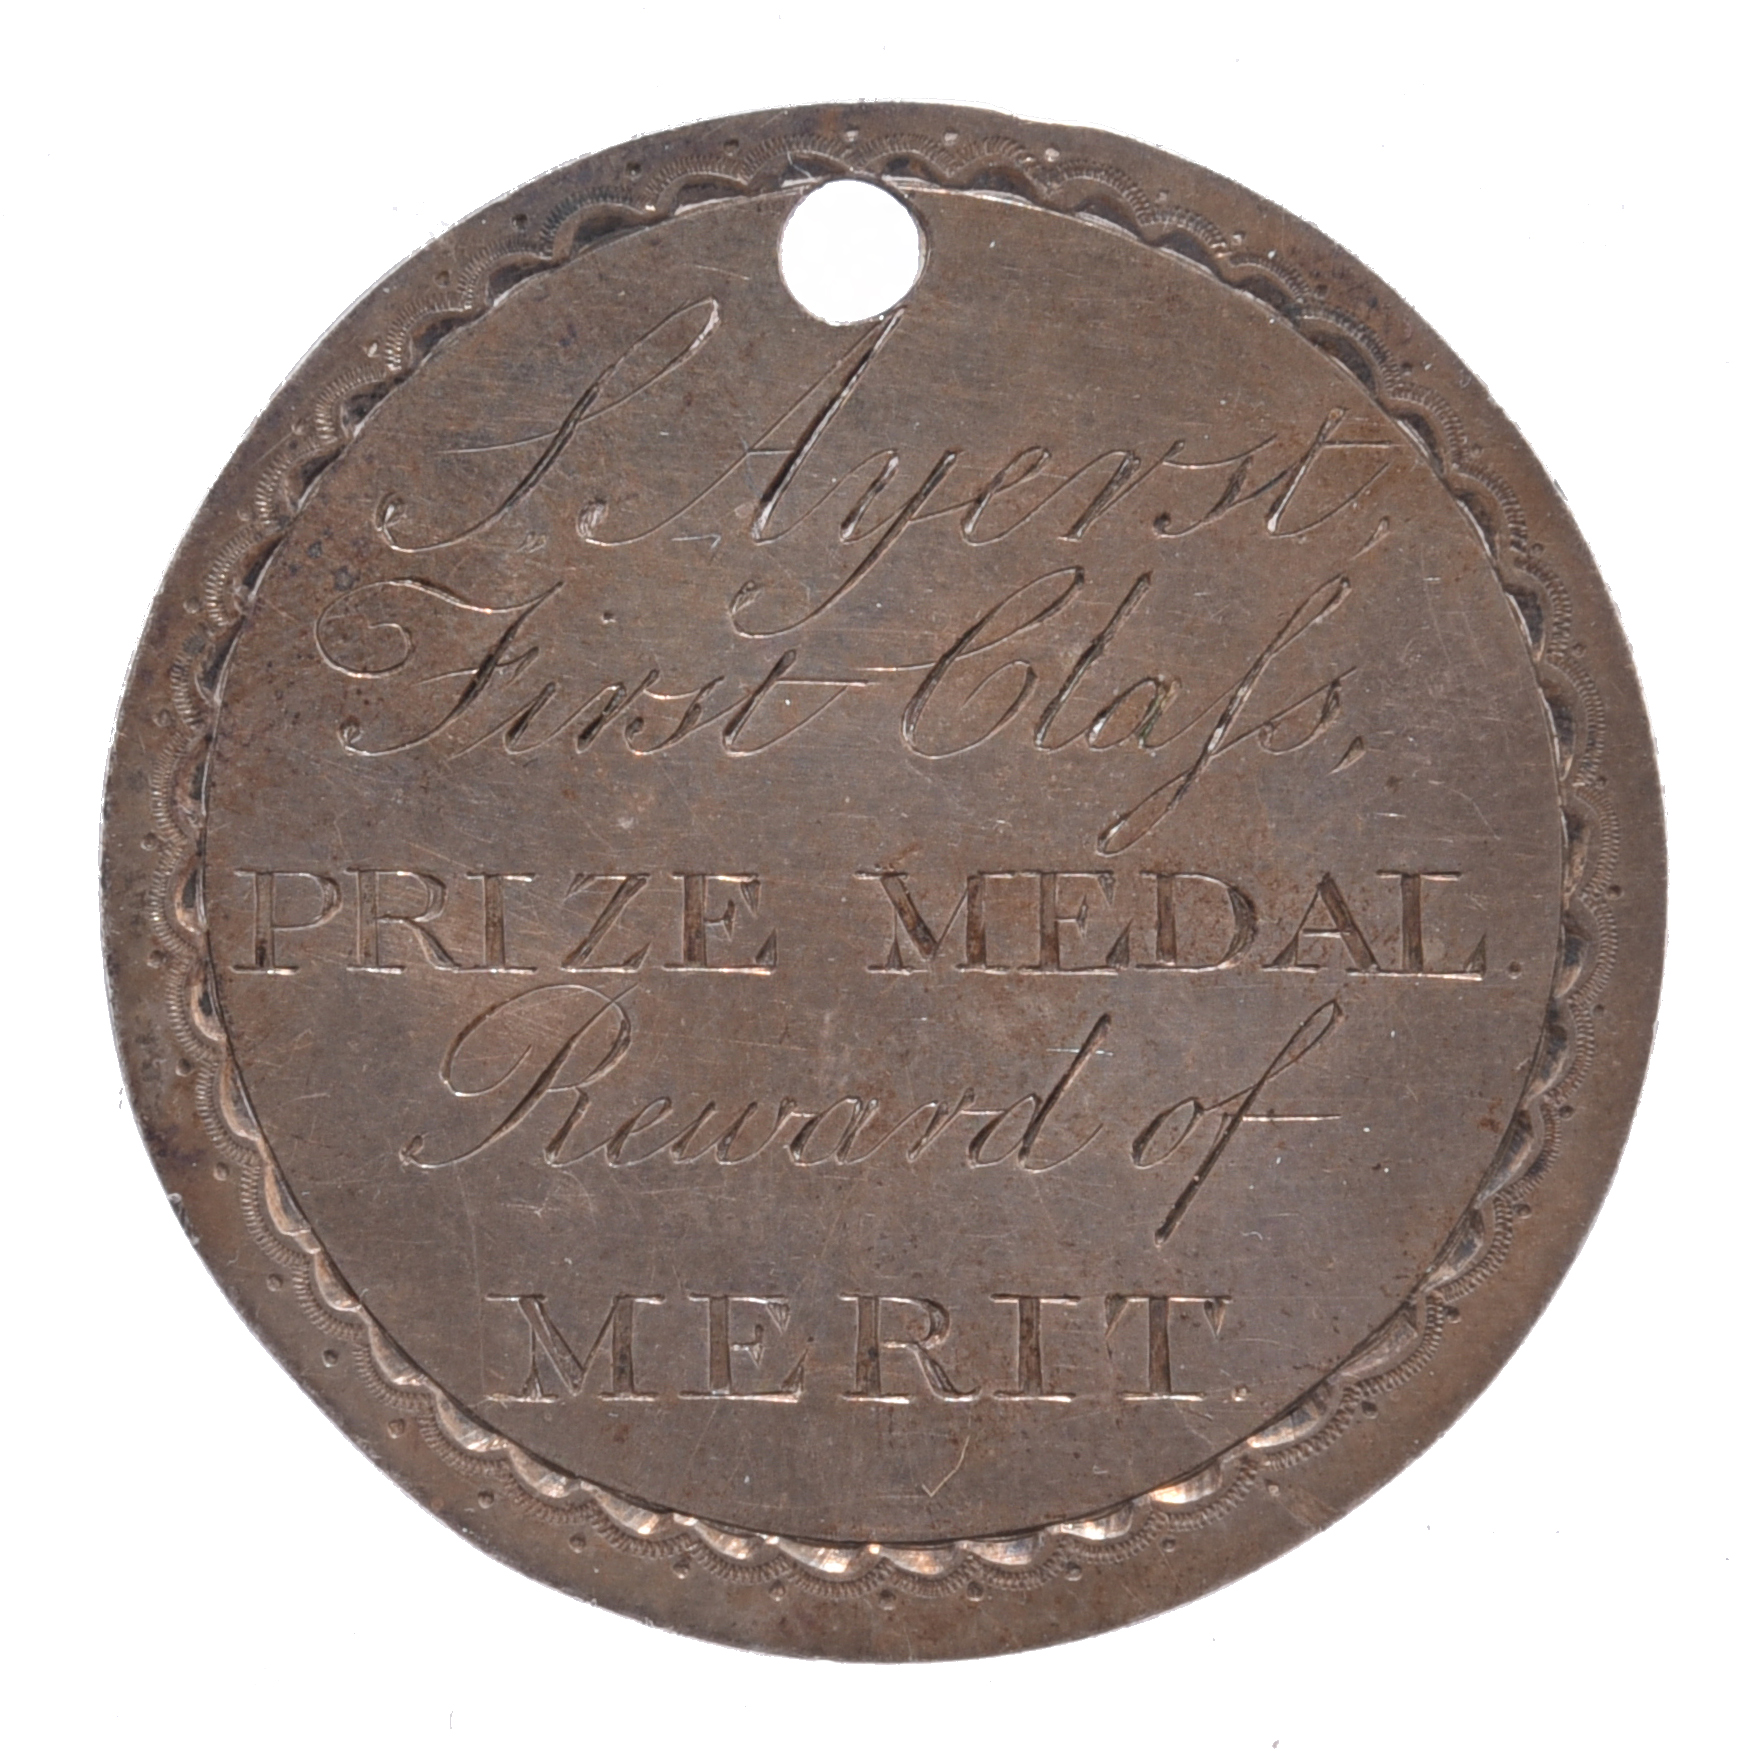 S. Ayerst,
First Claſs,
PRIZE MEDAL.
Reward of
MERIT.